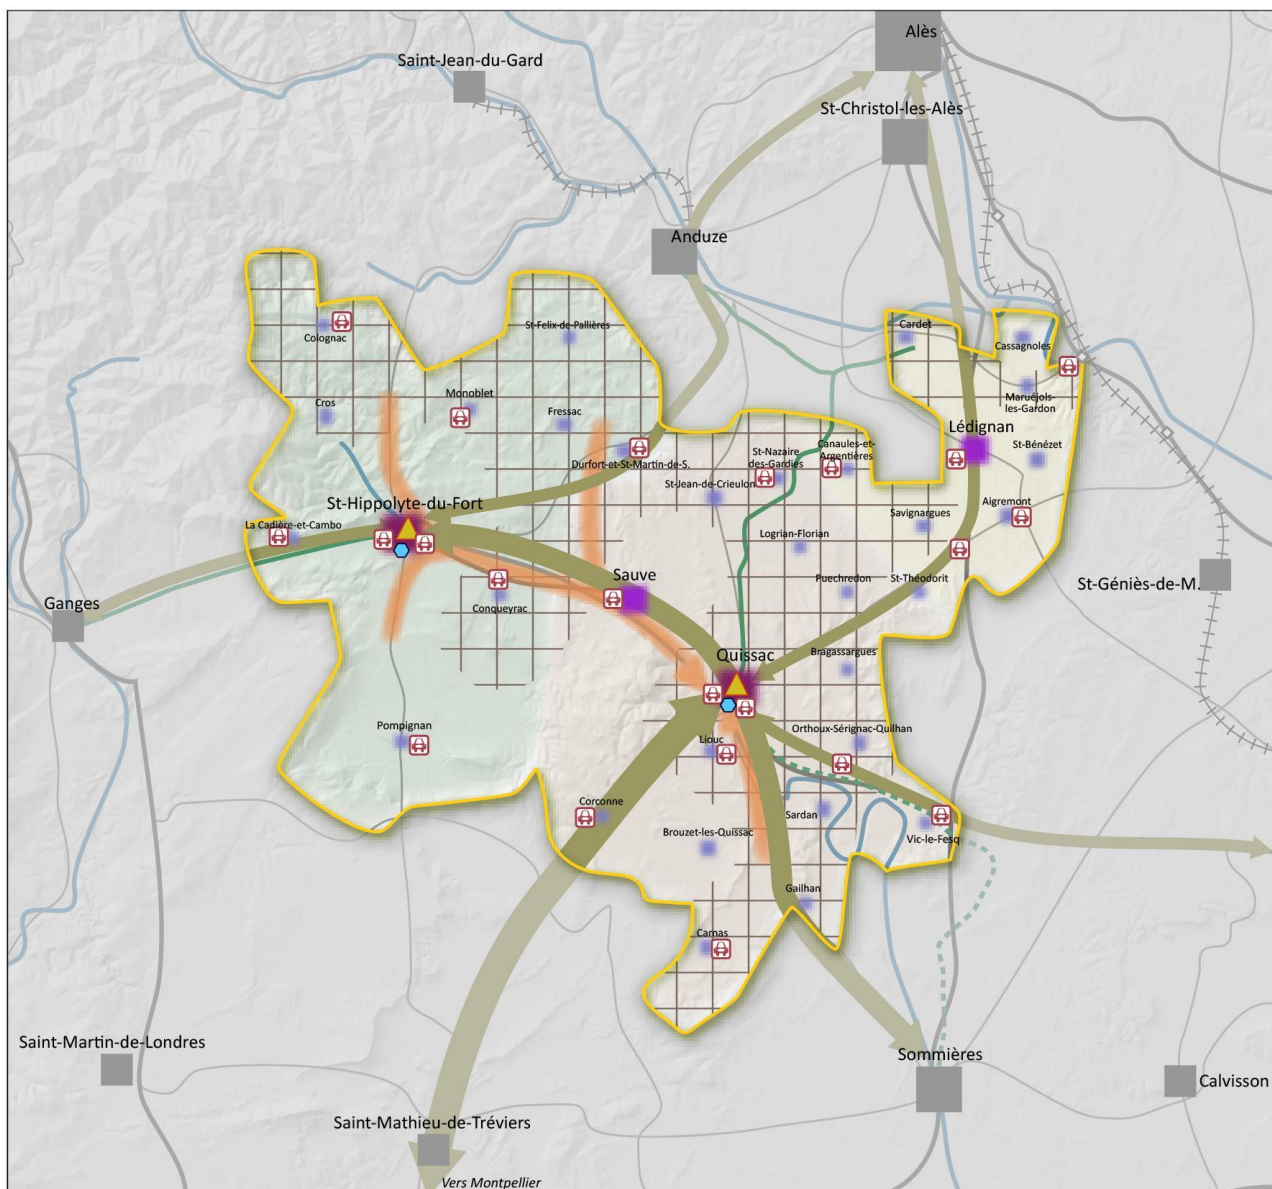 Alès
Saint-Jean-du-Gard
St-Christol-les-Alès
Anduze
St-Felix-de-Pallières
Cardet
Colognac
Cassagnoles
Monoblet
Cros
Maruéjols-
les-Gardon
Fressac
Lédignan
St-Nazaire
des-Gardies
Canaules-et-
Argentières
St-Bénézet
Durfort-et-St-Martin-de-S.
St-Jean-de-Crieulon
St-Hippolyte-du-Fort
Aigremont
La Cadière-et-Cambo
Savignargues
Logrian-Florian
Sauve
Puechredon
St-Théodorit
St-Géniès-de-M.
Ganges
Conqueyrac
Quissac
Bragassargues
Pompignan
Orthoux-Sérignac-Quilhan
Liouc
Corconne
Sardan
Brouzet-les-Quissac
Vic-le-Fesq
Gailhan
Carnas
Saint-Martin-de-Londres
Sommières
Calvisson
Saint-Mathieu-de-Tréviers
Vers Montpellier